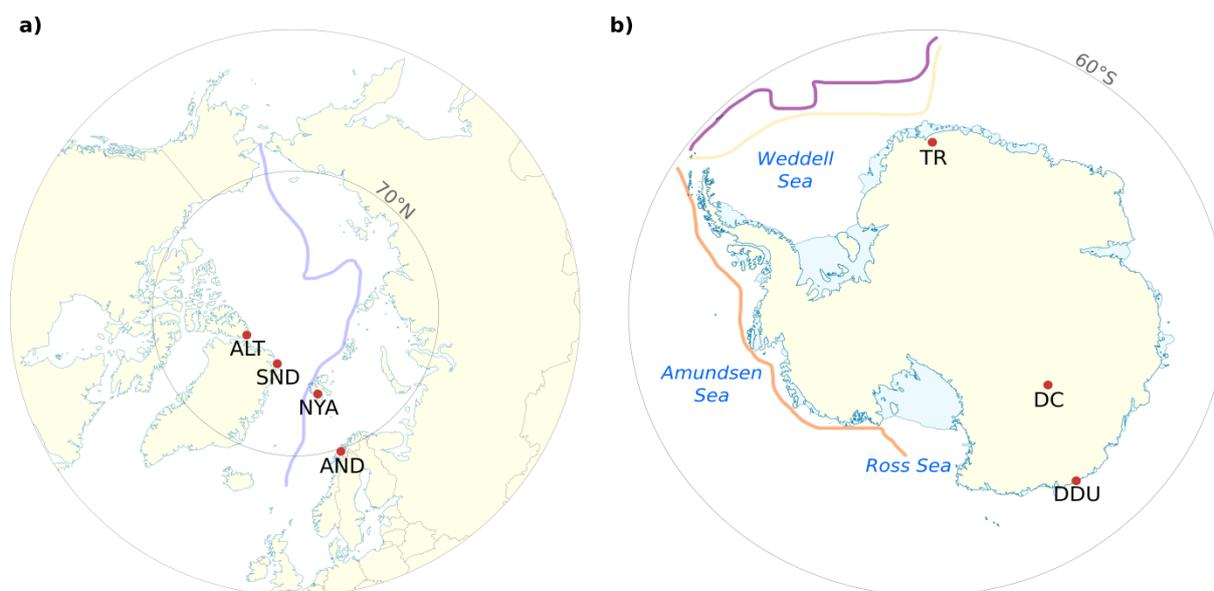 a)
70°N
ALT
SND
NYA
AND
b)
60°S
TR
Weddell
Sea
Amundsen
Sea
DC
Ross Sea
DDU